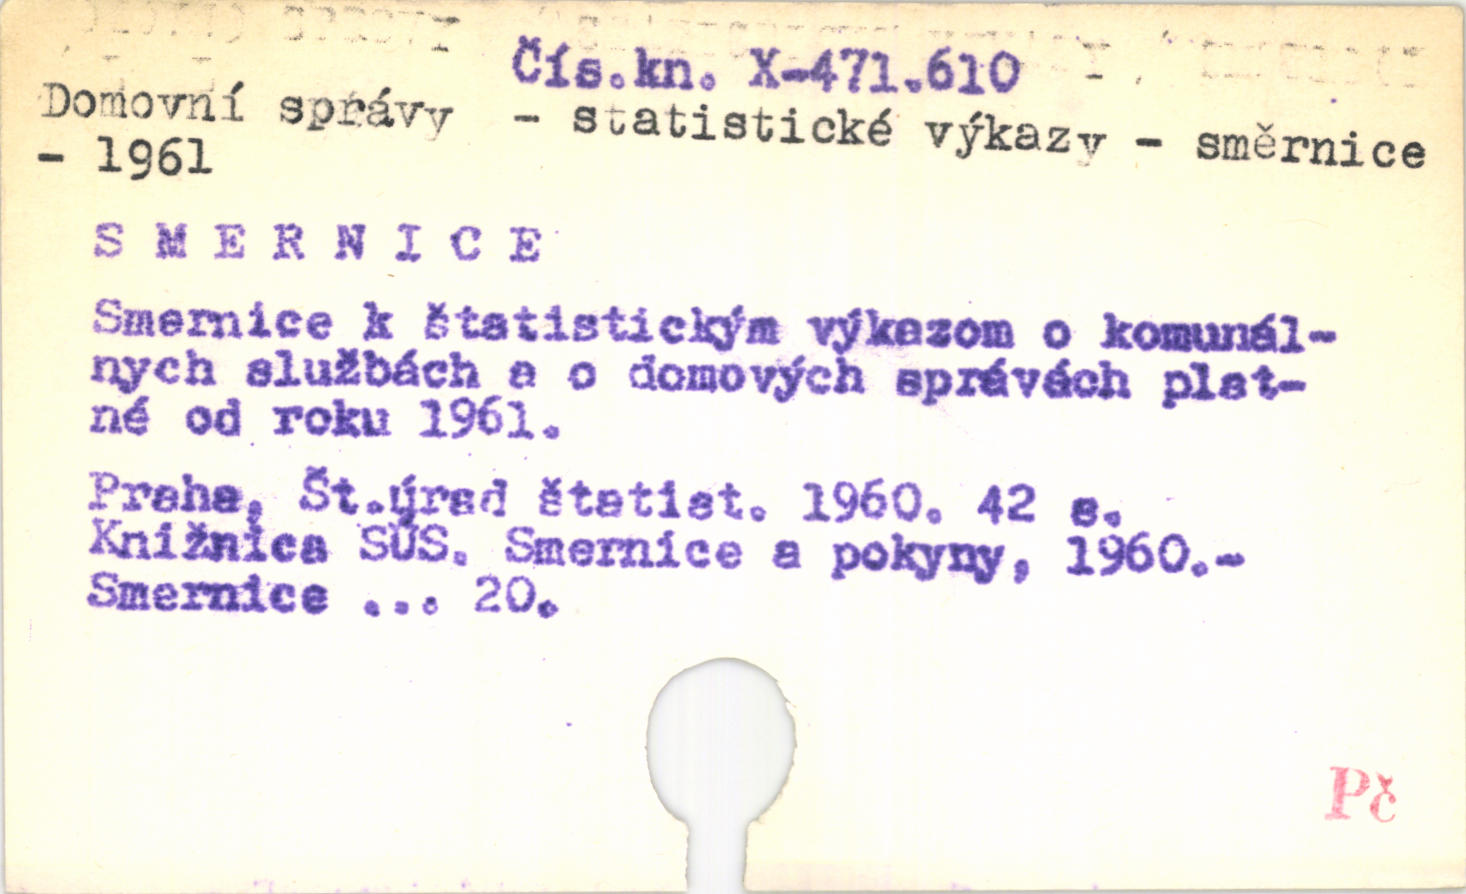 Čís.kn. X-471.610
Domovní správy - statistické výkazy - směrnice
- 1961
S M E R N I C E
Smernice k štatistickým výkazom o komunál-
nych službách a o domových správách plat-
né od roku 1961.
Praha, Št.úrad štatist. 1960. 42 s.
Knižnica SÚS. Smernice a pokyny, 1960.-
Smernice ... 20.
Pč